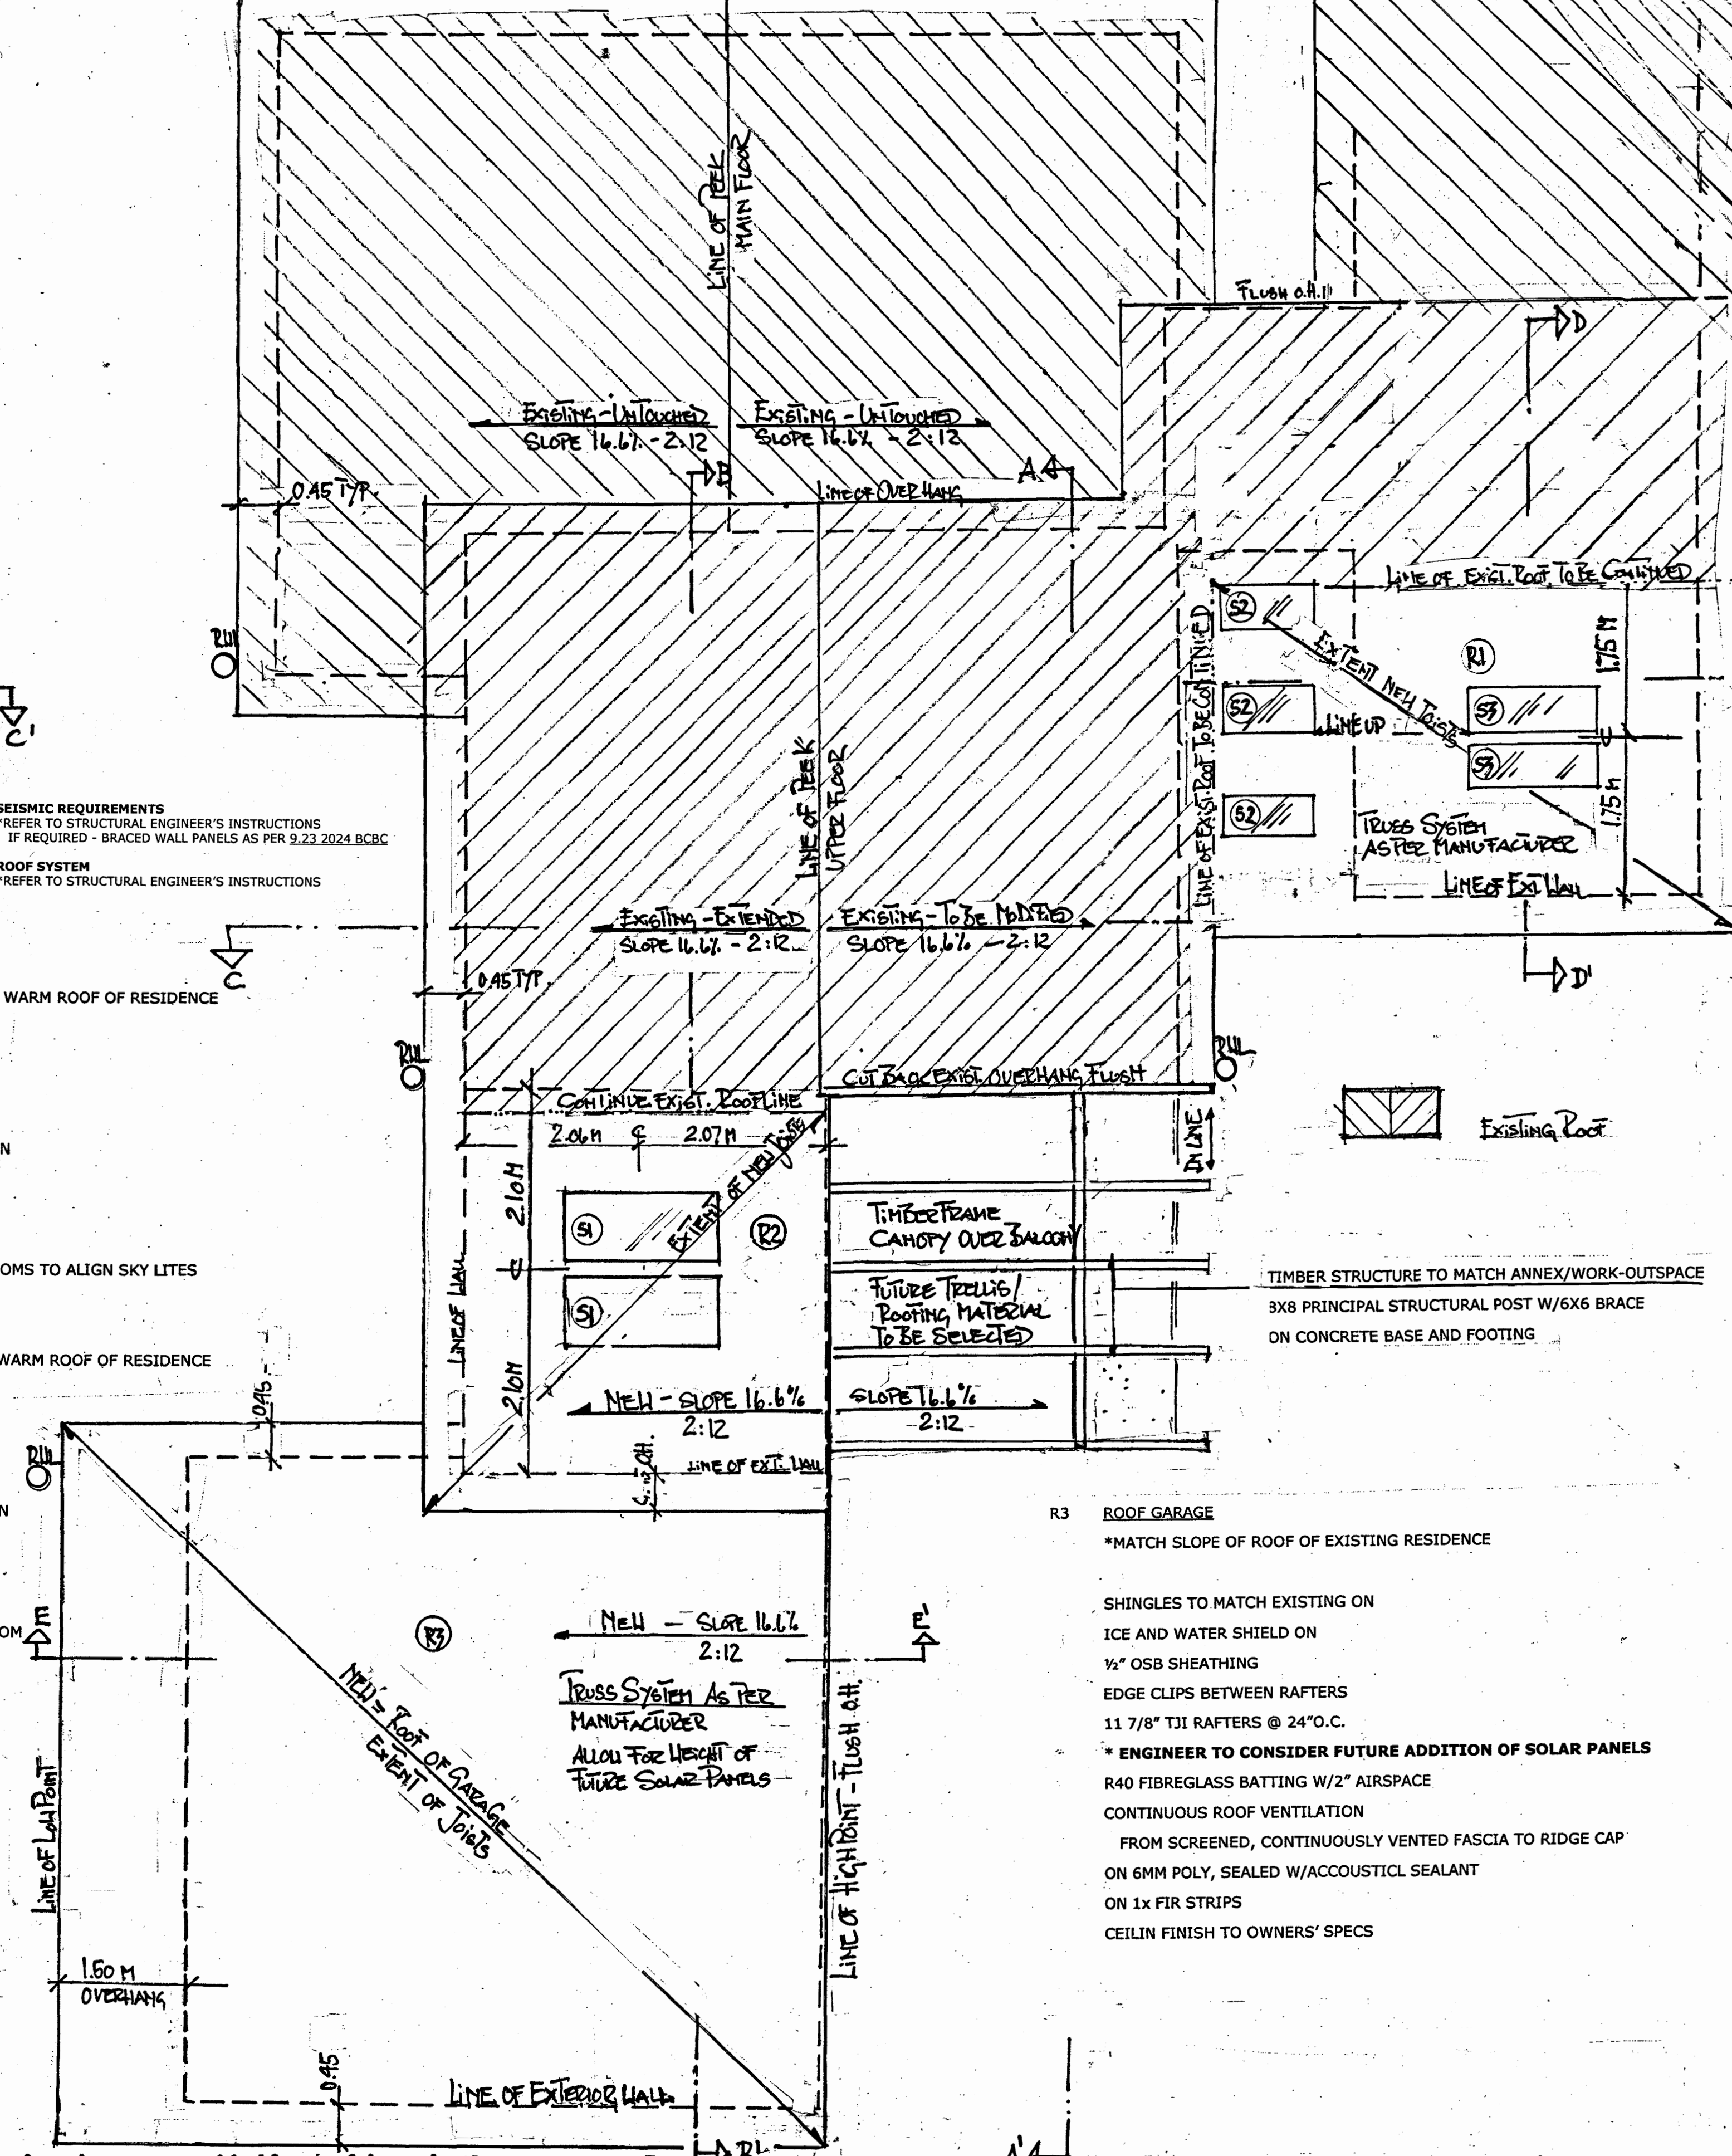 LINE OF PEEK
MAIN FLOOR
FLUSH O.H.
D
EXISTING-UNTOUCHED
SLOPE 16.6% - 2:12
EXISTING - UNTOUCHED
SLOPE 16.6% - 2:12
B
A
0.45 TYP.
LINE OF OVERHANG
LINE OF EXIST. ROOF TO BE CONTINUED
S2
EXTENT NEW JOISTS
R1
1.75 M
RWL
C'
S2
LINE UP
S3
S3
1.75 M
LINE OF EXIST. ROOF TO BE CONTINUED
LINE OF PEEK
UPPER FLOOR
S2
TRUSS SYSTEM
AS PER MANUFACTURER
LINE OF EXT. WALL
SEISMIC REQUIREMENTS
*REFER TO STRUCTURAL ENGINEER'S INSTRUCTIONS
IF REQUIRED - BRACED WALL PANELS AS PER 9.23 2024 BCBC
ROOF SYSTEM
*REFER TO STRUCTURAL ENGINEER'S INSTRUCTIONS
EXISTING-EXTENDED
SLOPE 16.6% - 2:12
EXISTING-TO BE MODIFIED
SLOPE 16.6% - 2:12
C
D'
0.45 TYP.
WARM ROOF OF RESIDENCE
RWL
RWL
CUT BACK EXIST. OVERHANG FLUSH
CONTINUE EXIST. ROOFLINE
2.06M
2.07M
IN LINE
EXISTING ROOF
N
2.10M
EXTENT OF NEW JOISTS
S1
R2
TIMBERFRAME
CANOPY OVER BALCONY
OMS TO ALIGN SKY LITES
TIMBER STRUCTURE TO MATCH ANNEX/WORK-OUTSPACE
8X8 PRINCIPAL STRUCTURAL POST W/6X6 BRACE
ON CONCRETE BASE AND FOOTING
S1
FUTURE TRELLIS/
ROOFING MATERIAL
TO BE SELECTED
LINE OF WALL
WARM ROOF OF RESIDENCE
0.45
2.10M
NEW - SLOPE 16.6%
2:12
SLOPE 16.6%
2:12
RWL
LINE OF EXT. WALL
N
R3 ROOF GARAGE
*MATCH SLOPE OF ROOF OF EXISTING RESIDENCE
SHINGLES TO MATCH EXISTING ON
ICE AND WATER SHIELD ON
½" OSB SHEATHING
EDGE CLIPS BETWEEN RAFTERS
11 7/8" TJI RAFTERS @ 24"O.C.
* ENGINEER TO CONSIDER FUTURE ADDITION OF SOLAR PANELS
R40 FIBREGLASS BATTING W/2" AIRSPACE
CONTINUOUS ROOF VENTILATION
FROM SCREENED, CONTINUOUSLY VENTED FASCIA TO RIDGE CAP
ON 6MM POLY, SEALED W/ACCOUSTICL SEALANT
ON 1x FIR STRIPS
CEILIN FINISH TO OWNERS' SPECS
OM
E
R3
NEW - SLOPE 16.6%
2:12
E'
TRUSS SYSTEM AS PER
MANUFACTURER
ALLOW FOR HEIGHT OF
FUTURE SOLAR PANELS
NEW = ROOF OF GARAGE
EXTENT OF JOISTS
LINE OF LOW POINT
LINE OF HIGH POINT - FLUSH O.H.
1.50 M
OVERHANG
0.45
LINE OF EXTERIOR WALL